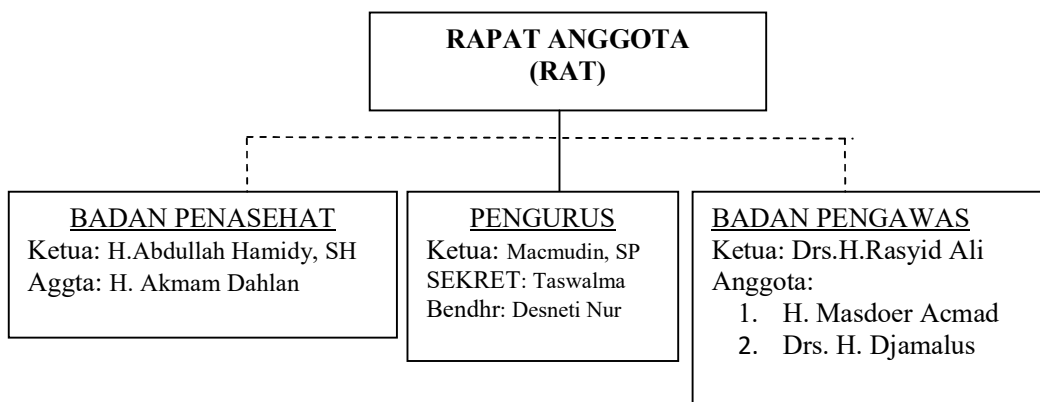 RAPAT ANGGOTA
(RAT)
BADAN PENASEHAT
Ketua: H.Abdullah Hamidy, SH
Aggta: H. Akmam Dahlan
PENGURUS
Ketua: Macmudin, SP
SEKRET: Taswalma
Bendhr: Desneti Nur
BADAN PENGAWAS
Ketua: Drs.H.Rasyid Ali
Anggota:
1. H. Masdoer Acmad
2. Drs. H. Djamalus